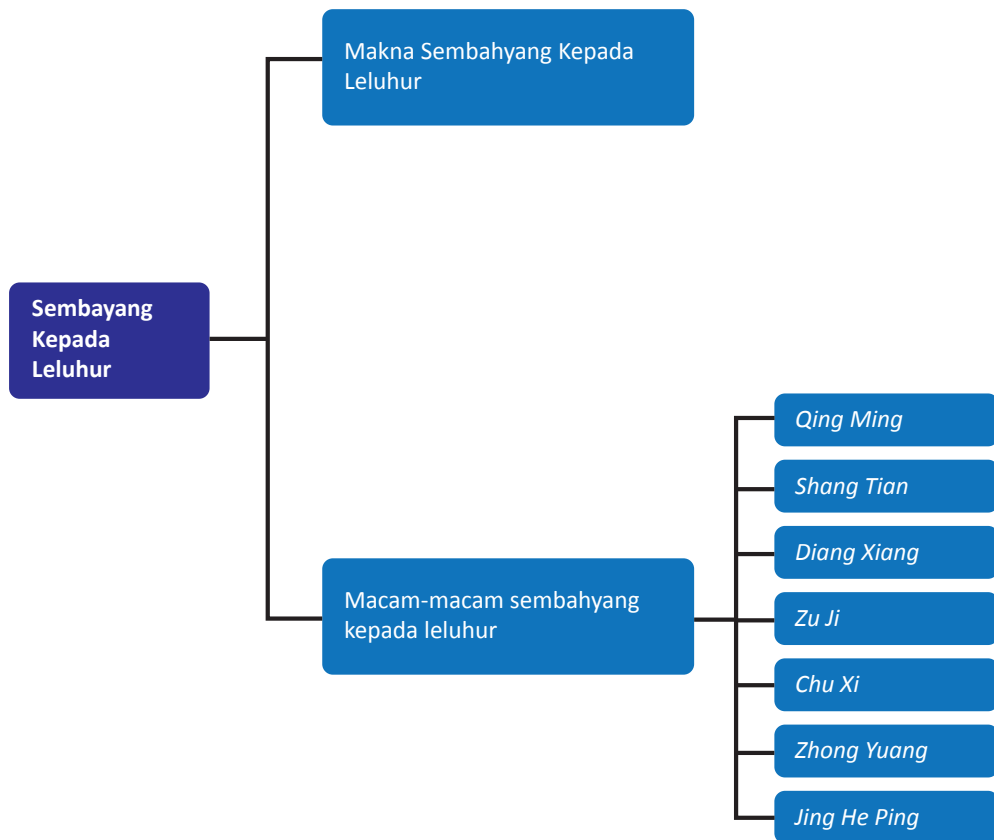 Makna Sembahyang Kepada
Leluhur
Sembayang
Kepada
Leluhur
Macam-macam sembahyang
kepada leluhur
Qing Ming
Shang Tian
Diang Xiang
Zu Ji
Chu Xi
Zhong Yuang
Jing He Ping